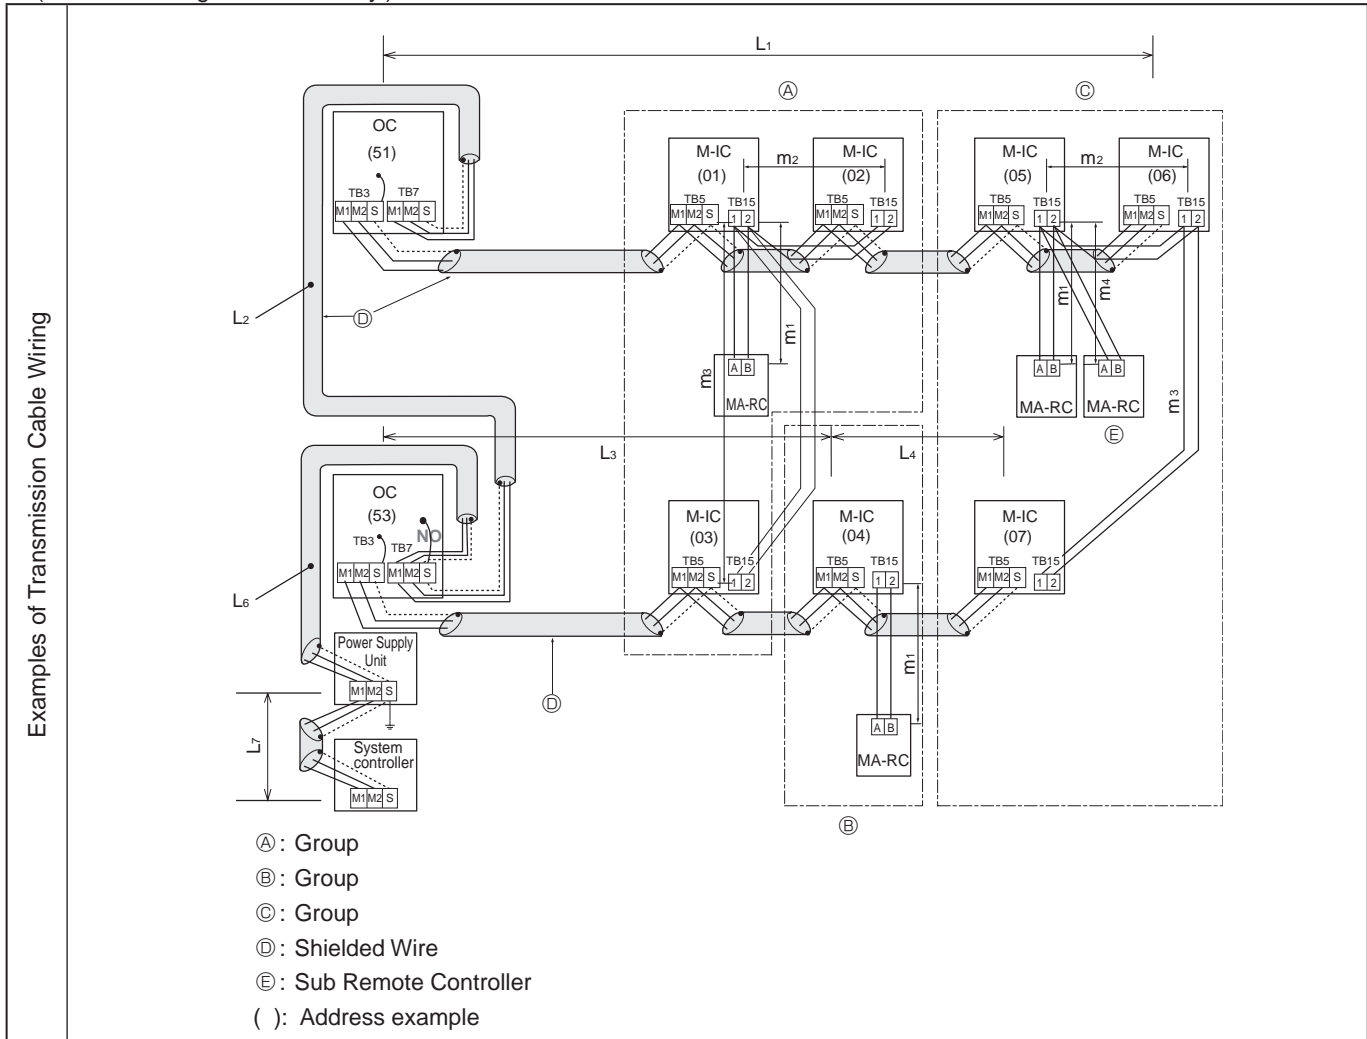 Examples of Transmission Cable Wiring
L1
Ⓐ
Ⓒ
OC
(51)
TB3 TB7
M1 M2 S M1 M2 S
M-IC
(01)
TB5 TB15
M1 M2 S 1 2
m2
M-IC
(02)
TB5 TB15
M1 M2 S 1 2
M-IC
(05)
TB5 TB15
M1 M2 S 1 2
m2
M-IC
(06)
TB5 TB15
M1 M2 S 1 2
L2
Ⓓ
m3
m1
A B
MA-RC
m1
m4
A B
MA-RC
A B
MA-RC
Ⓔ
m3
L3
L4
OC
(53)
NO
TB3 TB7
M1 M2 S M1 M2 S
M-IC
(03)
TB5 TB15
M1 M2 S 1 2
M-IC
(04)
TB5 TB15
M1 M2 S 1 2
M-IC
(07)
TB5 TB15
M1 M2 S 1 2
L6
Power Supply
Unit
M1 M2 S
Ⓓ
m1
L7
System
controller
M1 M2 S
A B
MA-RC
Ⓑ
Ⓐ: Group
Ⓑ: Group
Ⓒ: Group
Ⓓ: Shielded Wire
Ⓔ: Sub Remote Controller
( ): Address example